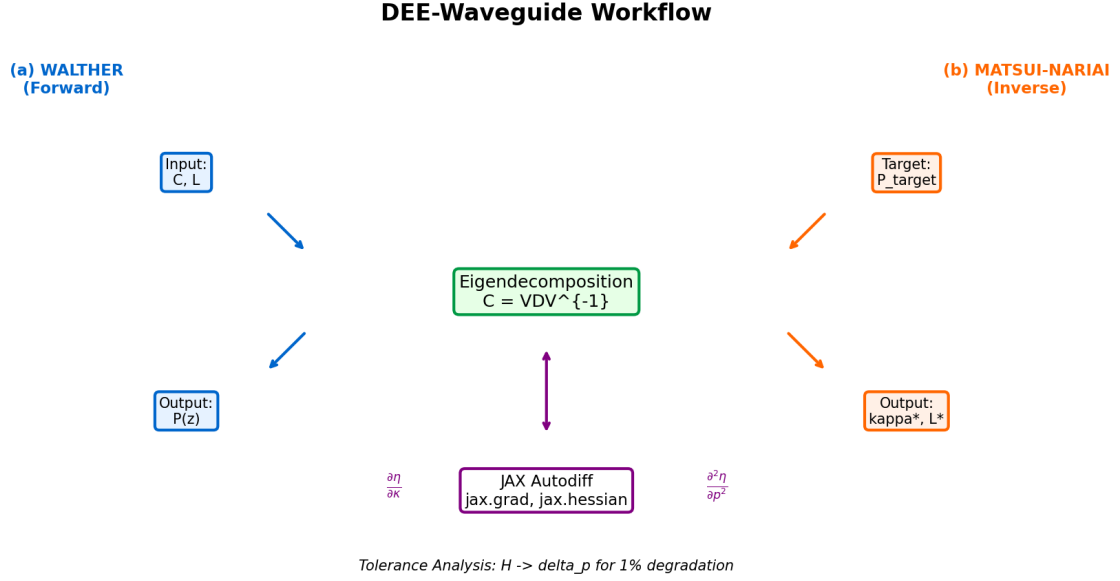 DEE-Waveguide Workflow
(a) WALTHER
(Forward)
(b) MATSUI-NARIAI
(Inverse)
Input:
C, L
Target:
P_target
Eigendecomposition
C = VDV^{-1}
Output:
P(z)
Output:
kappa*, L*
∂η/∂κ
JAX Autodiff
jax.grad, jax.hessian
∂²η/∂p²
Tolerance Analysis: H -> delta_p for 1% degradation